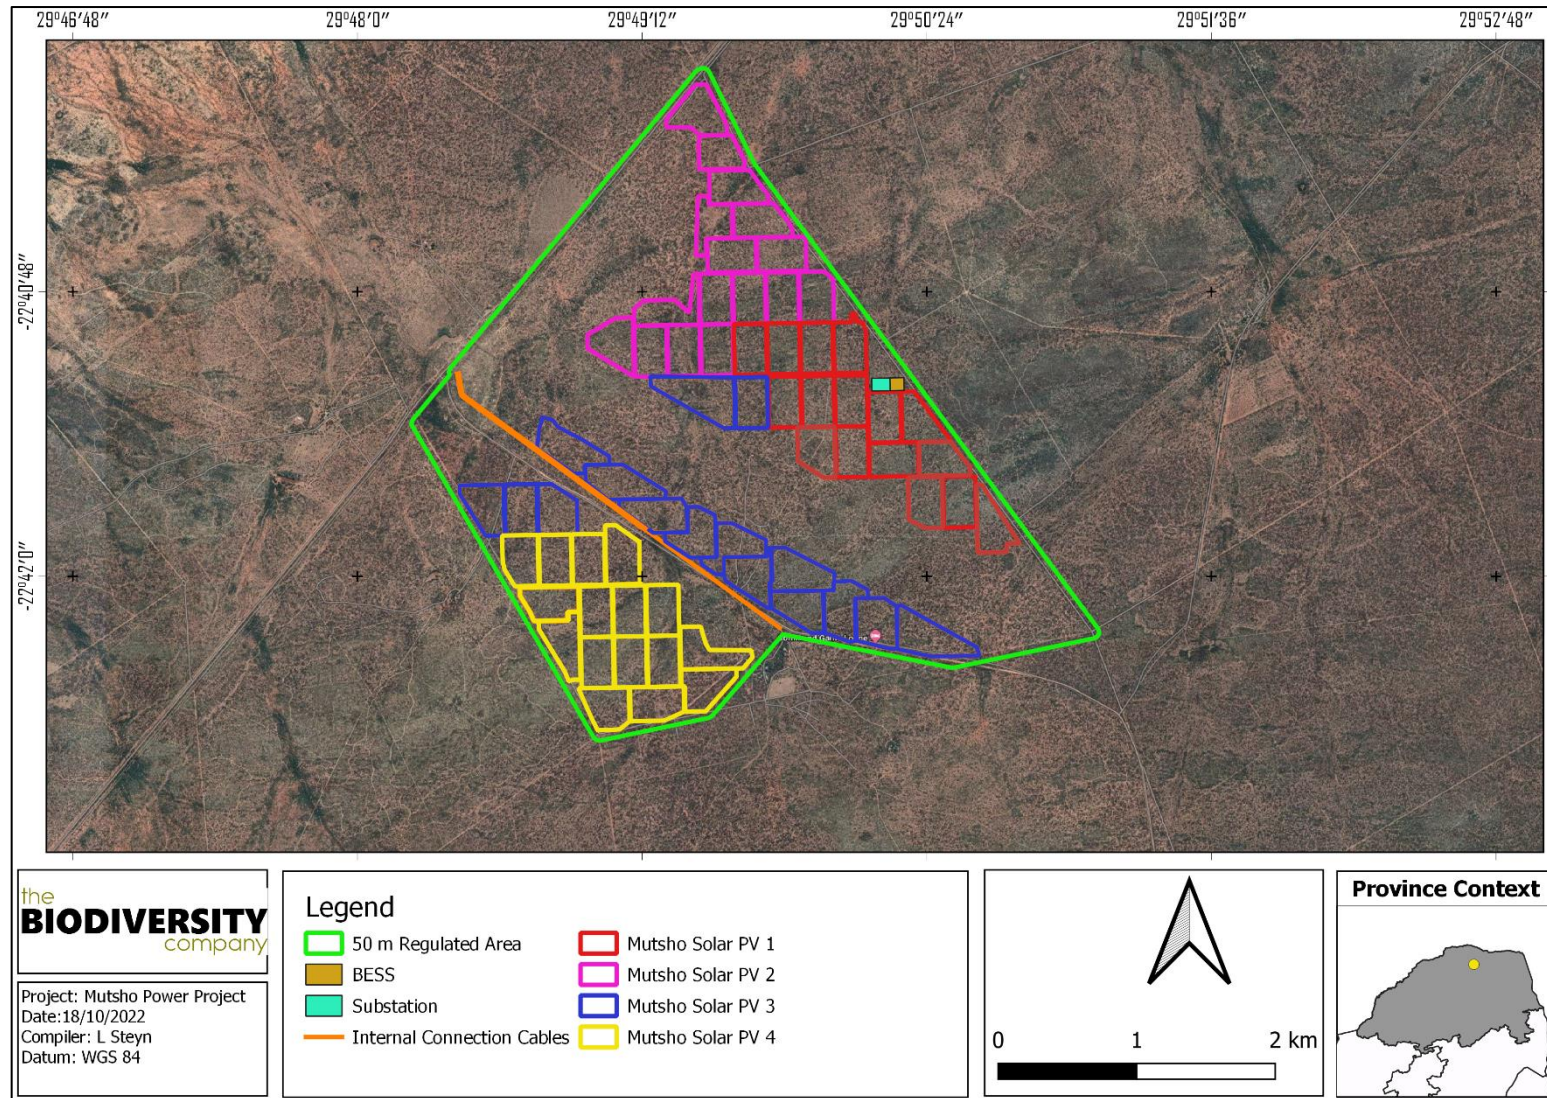 29°46'48" 29°48'0" 29°49'12" 29°50'24" 29°51'36" 29°52'48"
-22°40'48"
-22°42'0"
the
BIODIVERSITY
company
Project: Mutsho Power Project
Date:18/10/2022
Compiler: L Steyn
Datum: WGS 84
Legend
50 m Regulated Area
BESS
Substation
Internal Connection Cables
Mutsho Solar PV 1
Mutsho Solar PV 2
Mutsho Solar PV 3
Mutsho Solar PV 4
0 1 2 km
Province Context